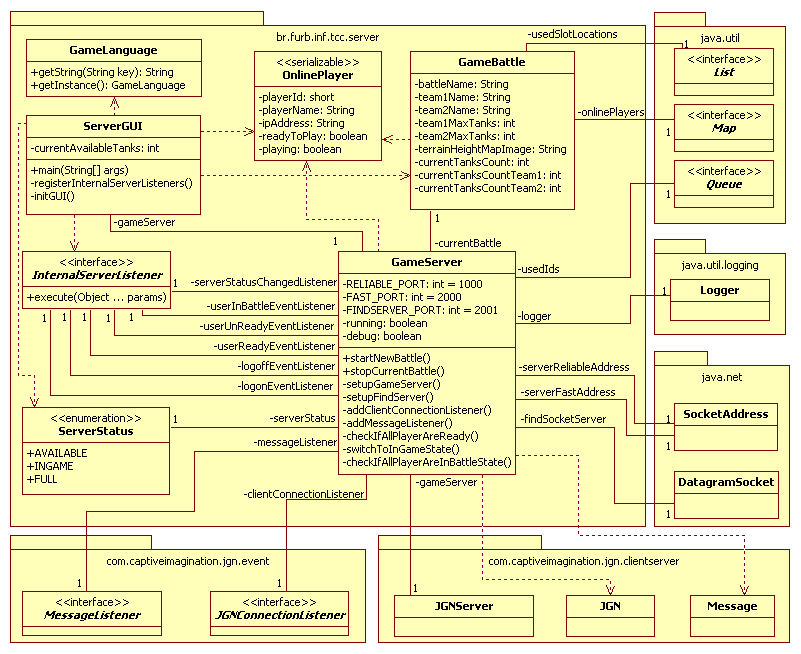 br.furb.inf.tcc.server
GameLanguage
+getString(String key): String
+getInstance(): GameLanguage
<<serializable>>
OnlinePlayer
-playerId: short
-playerName: String
-ipAddress: String
-readyToPlay: boolean
-playing: boolean
GameBattle
-battleName: String
-team1Name: String
-team2Name: String
-team1MaxTanks: int
-team2MaxTanks: int
-terrainHeightMapImage: String
-currentTanksCount: int
-currentTanksCountTeam1: int
-currentTanksCountTeam2: int
-usedSlotLocations
1
java.util
<<interface>>
List
-onlinePlayers
1
<<interface>>
Map
<<interface>>
Queue
1
ServerGUI
-currentAvailableTanks: int
+main(String[] args)
-registerInternalServerListeners()
-initGUI()
-gameServer
1
1
-currentBattle
<<interface>>
InternalServerListener
+execute(Object ... params)
1
1
1
1
1
1
-serverStatusChangedListener
-userInBattleEventListener
-userUnReadyEventListener
-userReadyEventListener
-logoffEventListener
-logonEventListener
GameServer
-RELIABLE_PORT: int = 1000
-FAST_PORT: int = 2000
-FINDSERVER_PORT: int = 2001
-running: boolean
-debug: boolean
+startNewBattle()
+stopCurrentBattle()
-setupGameServer()
-setupFindServer()
-addClientConnectionListener()
-addMessageListener()
-checkIfAllPlayerAreReady()
-switchToInGameState()
-checkIfAllPlayerAreInBattleState()
-usedIds
-logger
1
java.util.logging
Logger
java.net
-serverReliableAddress
-serverFastAddress
-findSocketServer
1
1
1
SocketAddress
DatagramSocket
<<enumeration>>
ServerStatus
+AVAILABLE
+INGAME
+FULL
1
-serverStatus
-messageListener
-clientConnectionListener
-gameServer
com.captiveimagination.jgn.event
1
<<interface>>
MessageListener
1
<<interface>>
JGNConnectionListener
com.captiveimagination.jgn.clientserver
1
JGNServer
JGN
Message